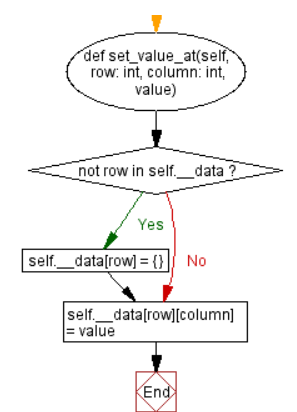 def set_value_at(self,
row: int, column: int,
value)
not row in self.__data ?
Yes
self.__data[row] = {}
No
self.__data[row][column]
= value
End